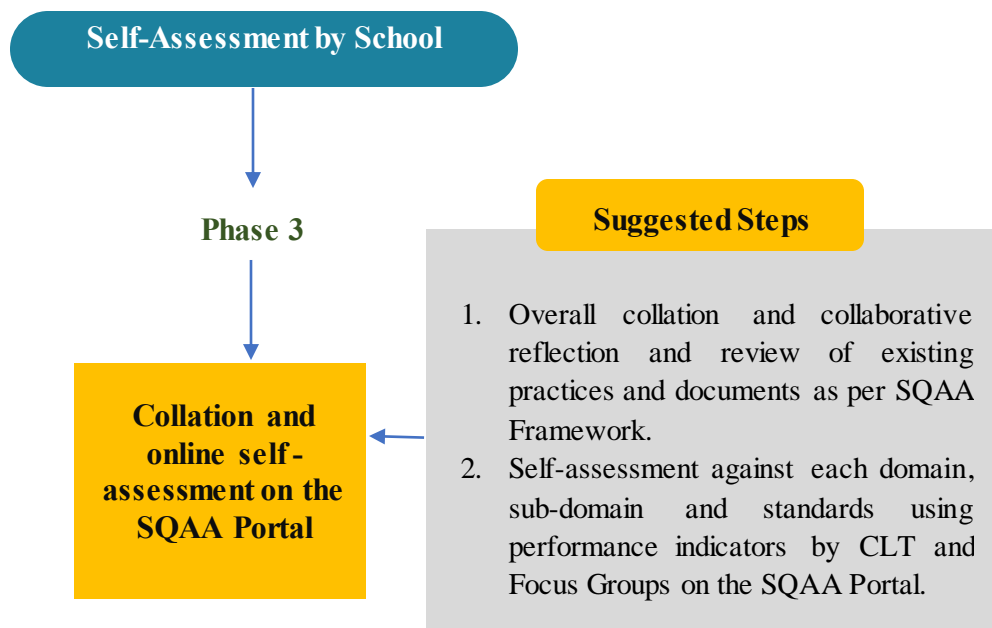 Self-Assessment by School
Phase 3
Collation and
online self-
assessment on the
SQAA Portal
Suggested Steps
1. Overall collation and collaborative
reflection and review of existing
practices and documents as per SQAA
Framework.
2. Self-assessment against each domain,
sub-domain and standards using
performance indicators by CLT and
Focus Groups on the SQAA Portal.